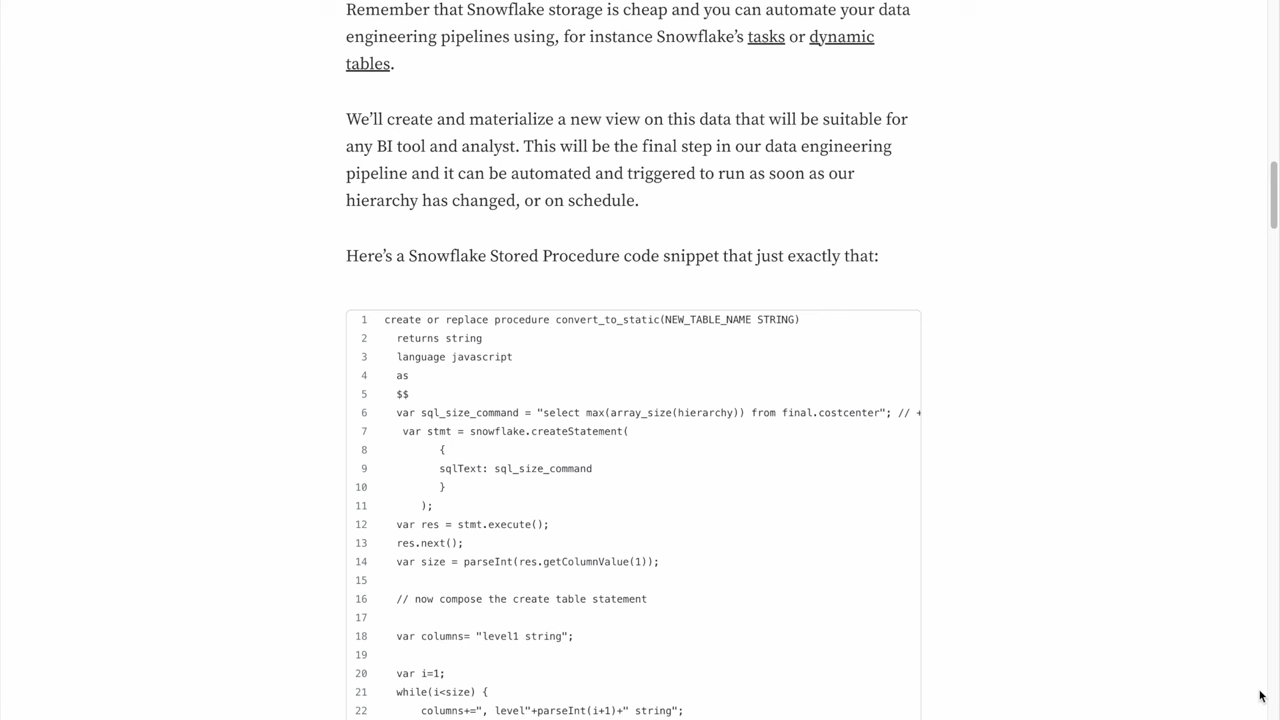 Remember that Snowflake storage is cheap and you can automate your data
engineering pipelines using, for instance Snowflake’s tasks or dynamic
tables.
We’ll create and materialize a new view on this data that will be suitable for
any BI tool and analyst. This will be the final step in our data engineering
pipeline and it can be automated and triggered to run as soon as our
hierarchy has changed, or on schedule.
Here’s a Snowflake Stored Procedure code snippet that just exactly that:
1 create or replace procedure convert_to_static(NEW_TABLE_NAME STRING)
2 returns string
3 language javascript
4 as
5 $$
6 var sql_size_command = "select max(array_size(hierarchy)) from final.costcenter"; // +
7 var stmt = snowflake.createStatement(
8 {
9 sqlText: sql_size_command
10 }
11 );
12 var res = stmt.execute();
13 res.next();
14 var size = parseInt(res.getColumnValue(1));
15
16 // now compose the create table statement
17
18 var columns= "level1 string";
19
20 var i=1;
21 while(i<size) {
22 columns+=", level"+parseInt(i+1)+" string";